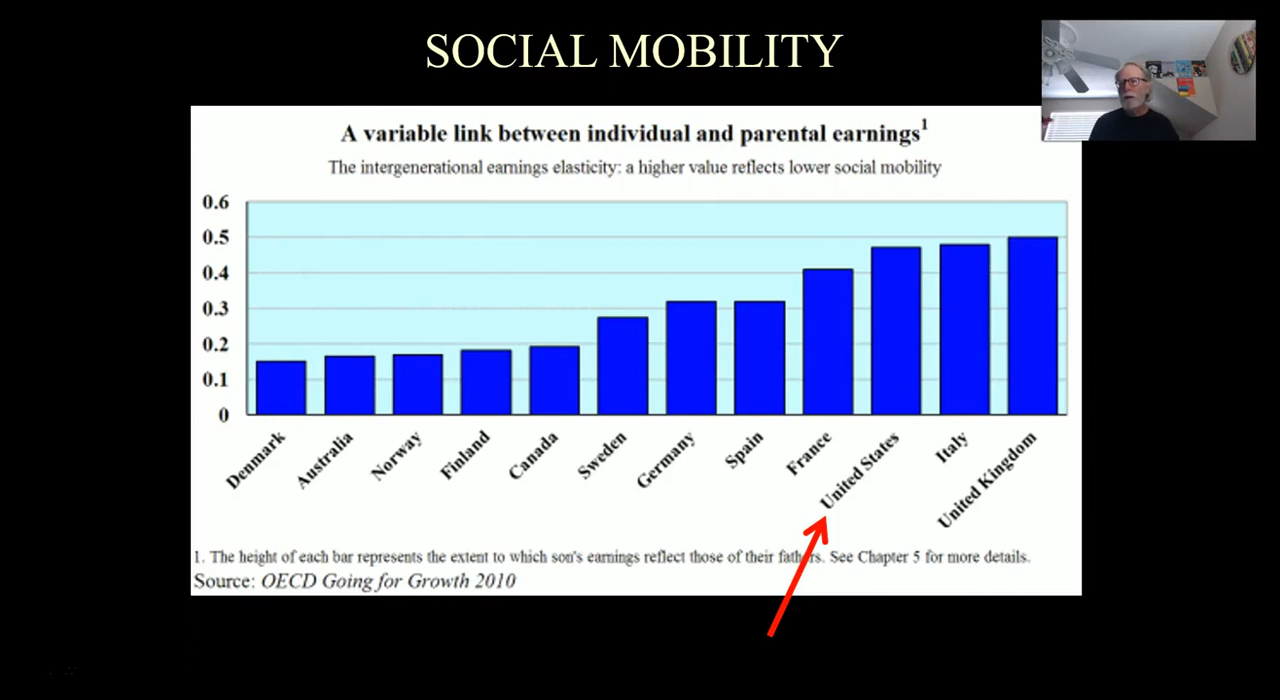 SOCIAL MOBILITY
A variable link between individual and parental earnings1
The intergenerational earnings elasticity: a higher value reflects lower social mobility
0.6
0.5
0.4
0.3
0.2
0.1
0
Denmark
Australia
Norway
Finland
Canada
Sweden
Germany
Spain
France
United States
Italy
United Kingdom
1. The height of each bar represents the extent to which son's earnings reflect those of their fathers. See Chapter 5 for more details.
Source: OECD Going for Growth 2010